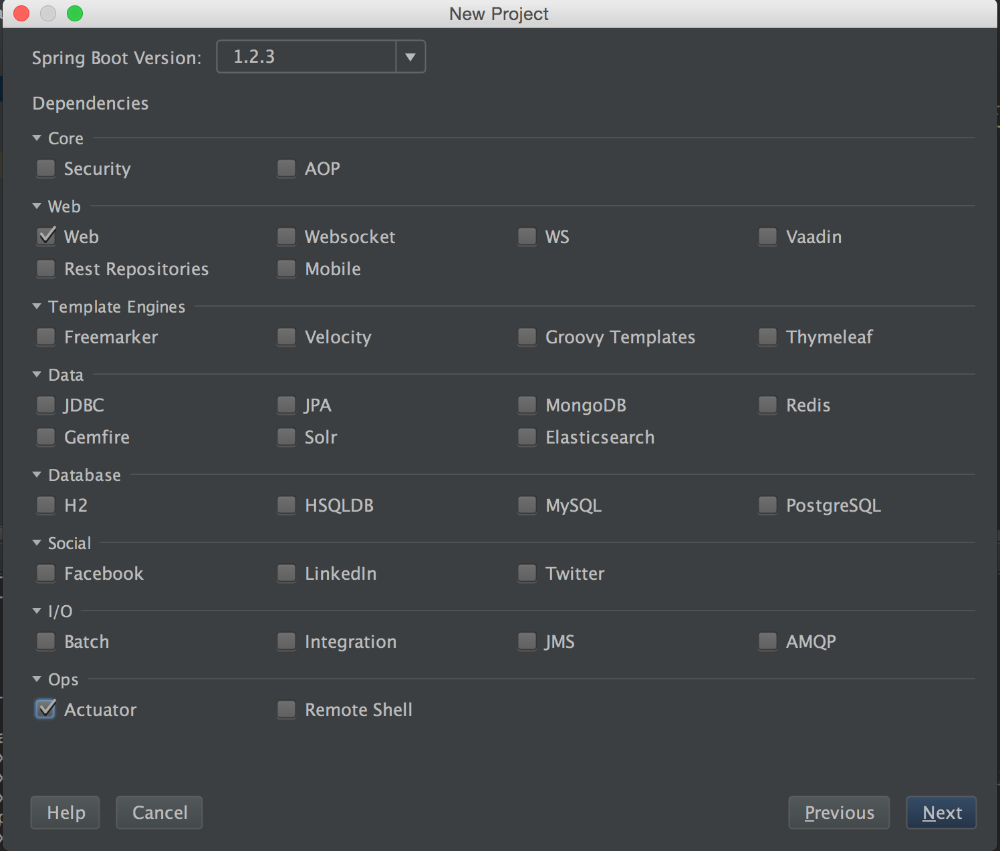 New Project
Spring Boot Version: 1.2.3
Dependencies
Core
Security AOP
Web
Web Websocket WS Vaadin
Rest Repositories Mobile
Template Engines
Freemarker Velocity Groovy Templates Thymeleaf
Data
JDBC JPA MongoDB Redis
Gemfire Solr Elasticsearch
Database
H2 HSQLDB MySQL PostgreSQL
Social
Facebook LinkedIn Twitter
I/O
Batch Integration JMS AMQP
Ops
Actuator Remote Shell
Help Cancel Previous Next